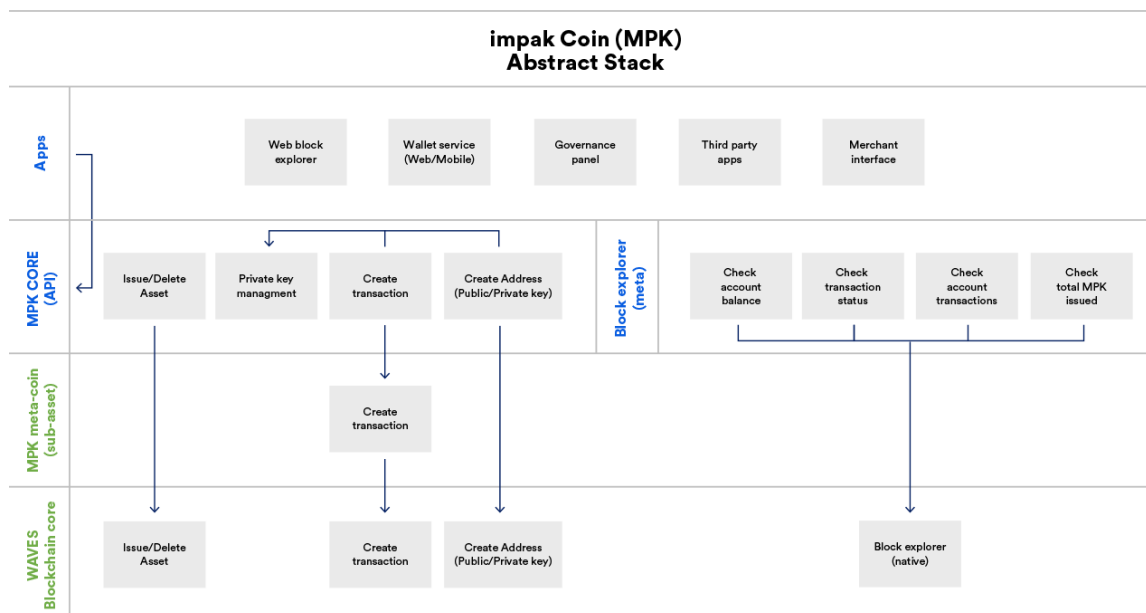 impak Coin (MPK)
Abstract Stack
Apps
Web block
explorer
Wallet service
(Web/Mobile)
Governance
panel
Third party
apps
Merchant
interface
MPK CORE
(API)
Issue/Delete
Asset
Private key
managment
Create
transaction
Create Address
(Public/Private key)
Block explorer
(meta)
Check
account
balance
Check
transaction
status
Check
account
transactions
Check
total MPK
issued
MPK meta-coin
(sub-asset)
Create
transaction
WAVES
Blockchain core
Issue/Delete
Asset
Create
transaction
Create Address
(Public/Private key)
Block explorer
(native)